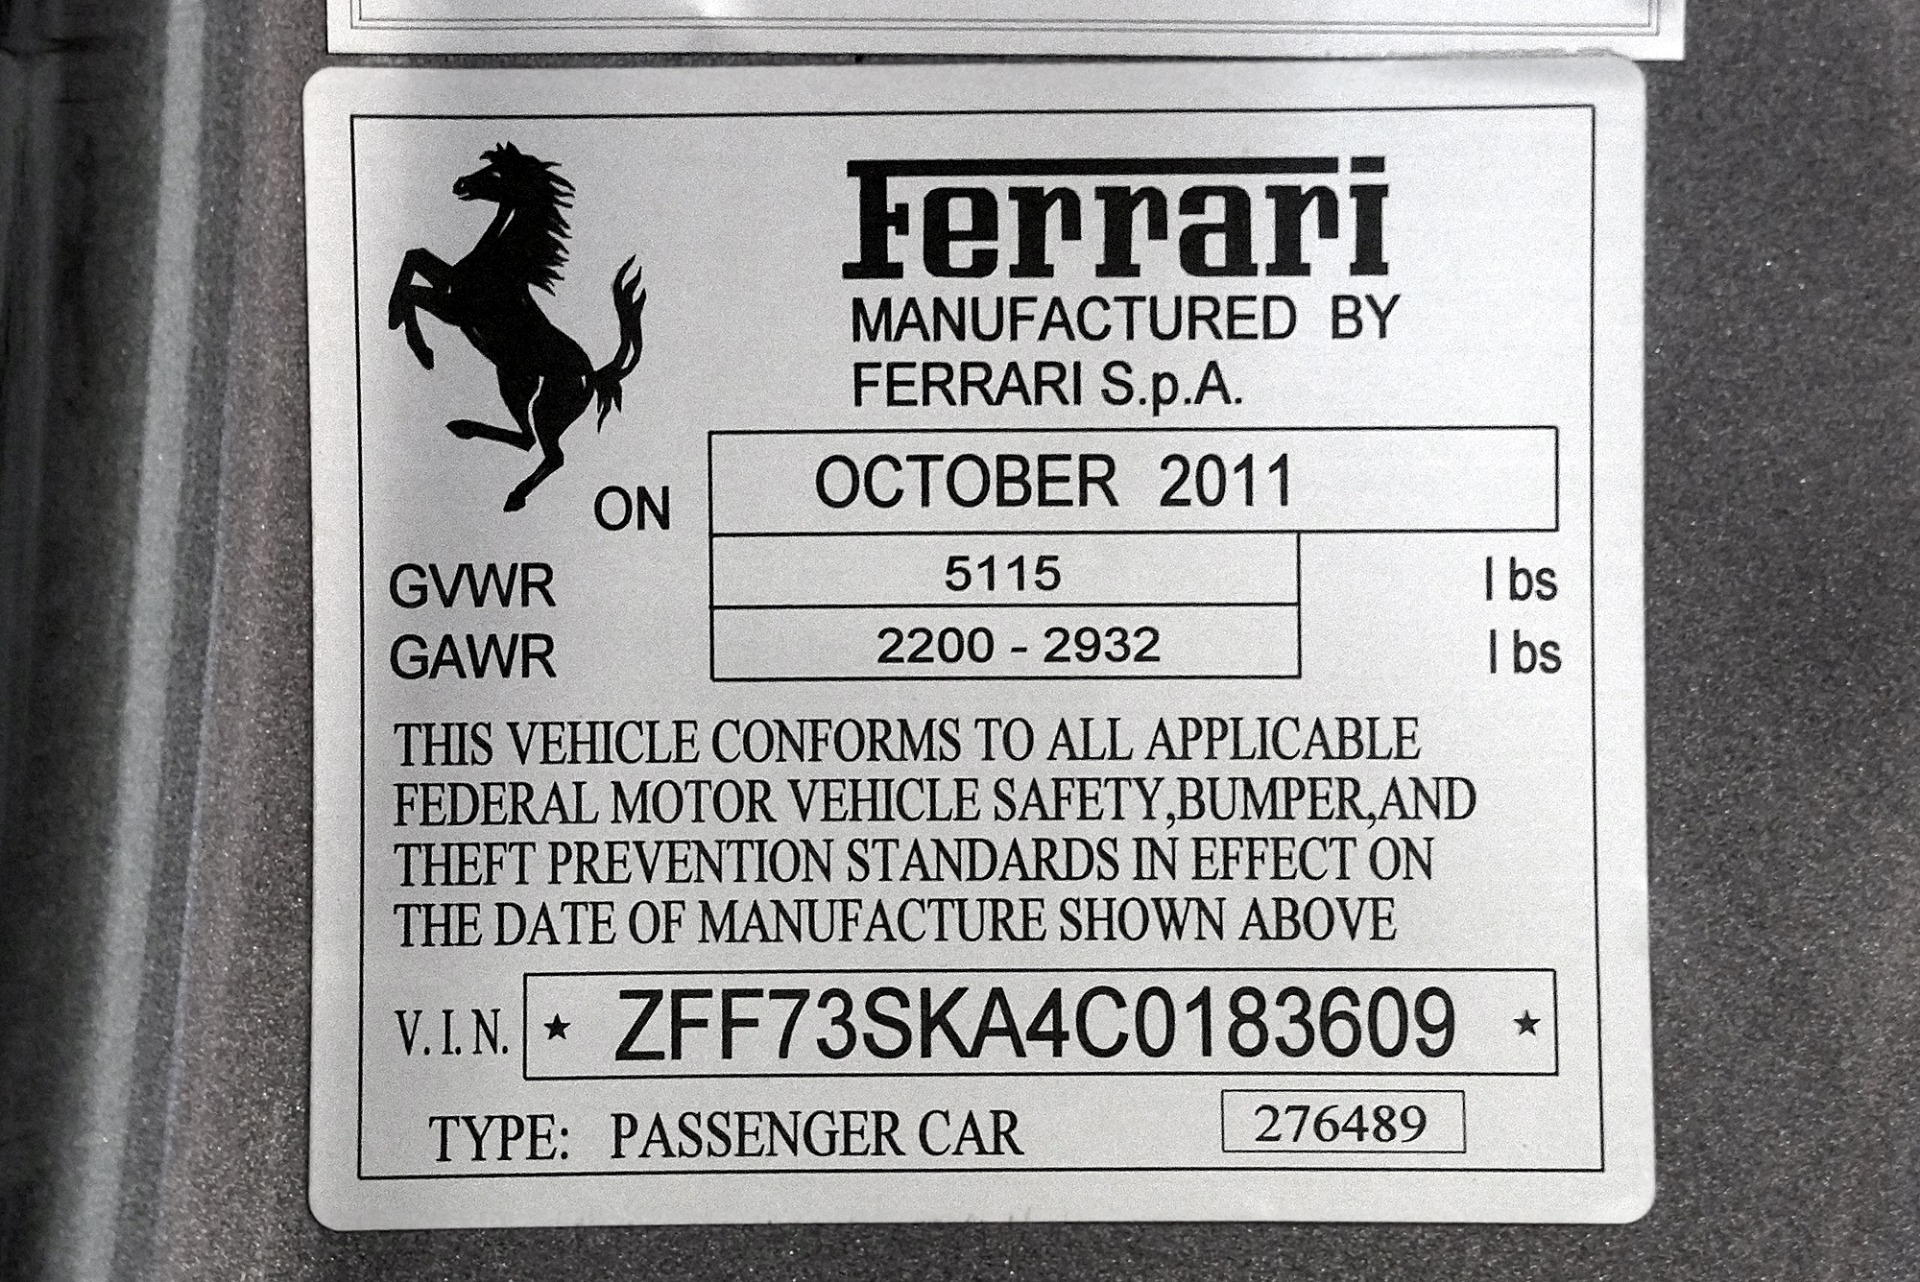 Ferrari
MANUFACTURED BY
FERRARI S.p.A.
ON OCTOBER 2011
GVWR 5115 lbs
GAWR 2200 - 2932 lbs
THIS VEHICLE CONFORMS TO ALL APPLICABLE
FEDERAL MOTOR VEHICLE SAFETY,BUMPER,AND
THEFT PREVENTION STANDARDS IN EFFECT ON
THE DATE OF MANUFACTURE SHOWN ABOVE
V.I.N. ★ ZFF73SKA4C0183609 ★
TYPE: PASSENGER CAR 276489